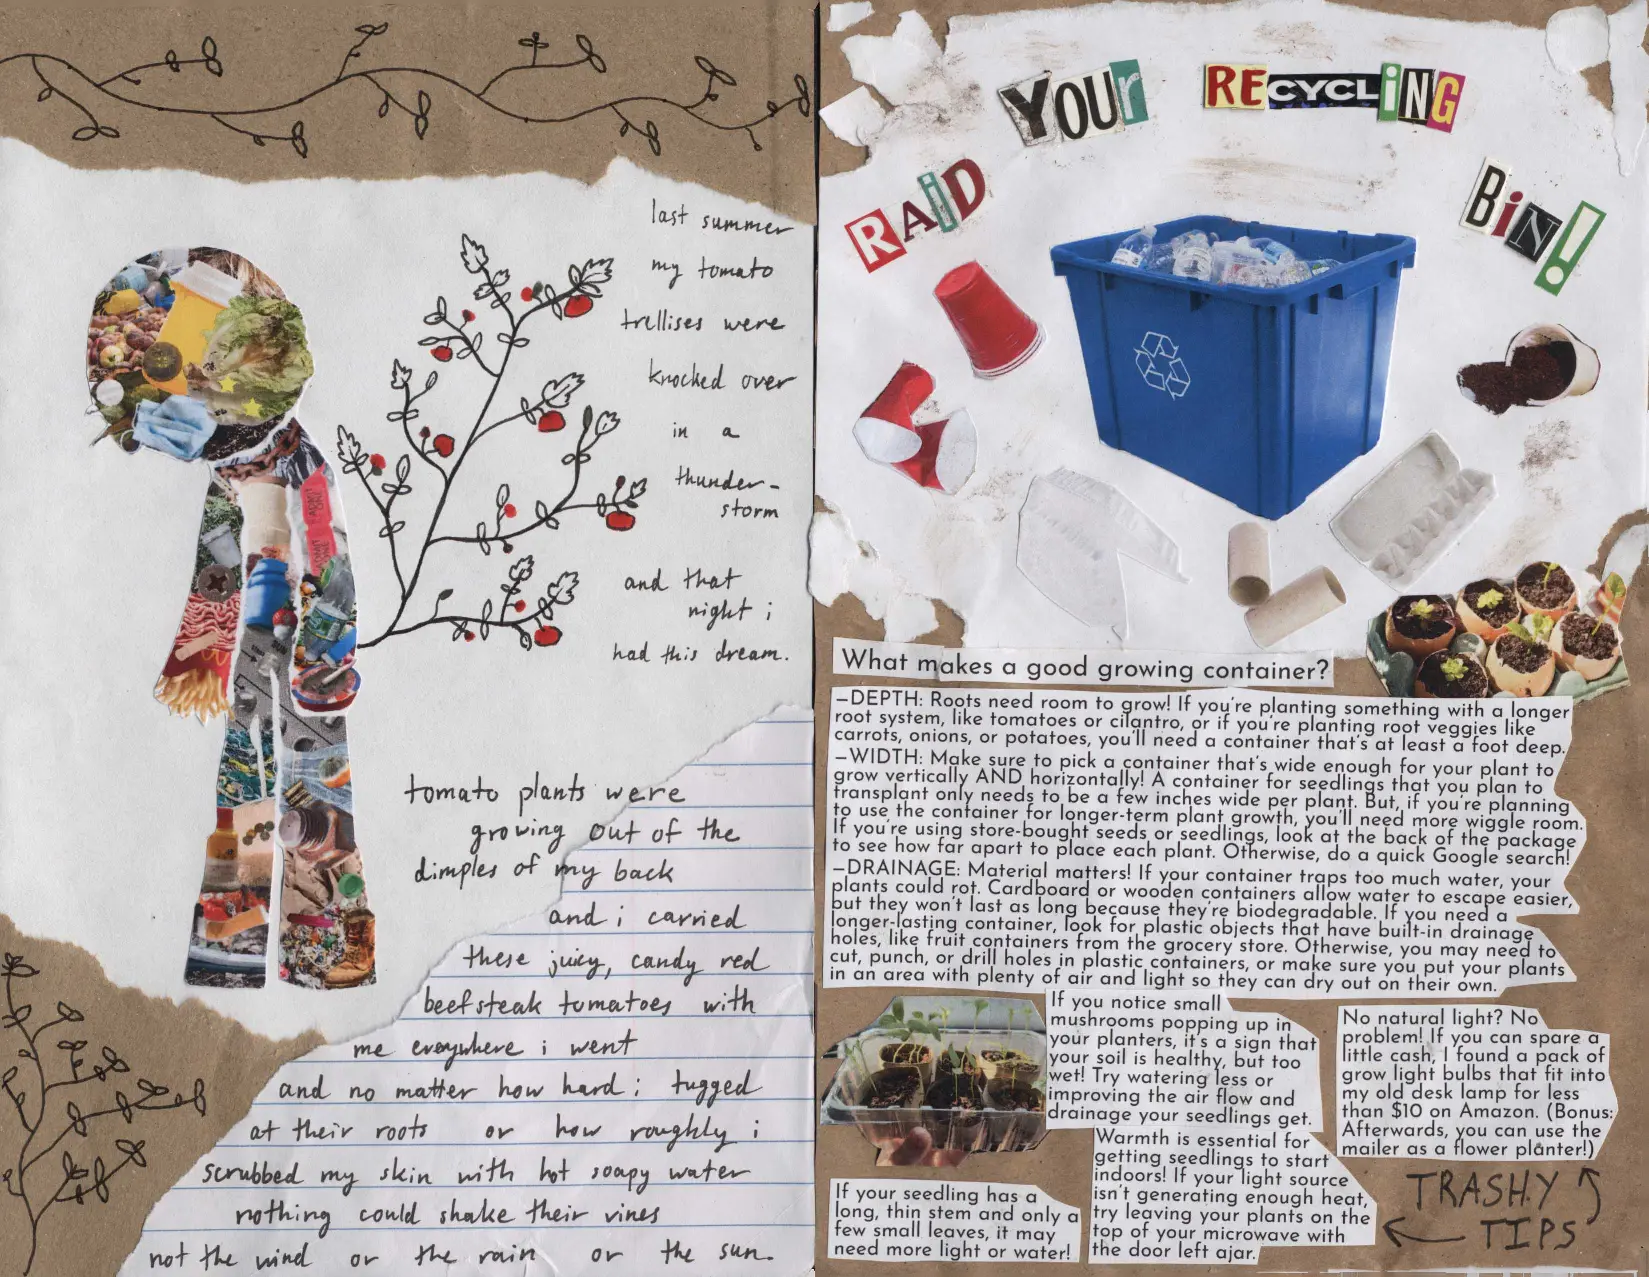 last summer
my tomato
trellises were
knocked over
in a
thunder-
storm
and that
night i
had this dream.
tomato plants were
growing out of the
dimples of my back
and i carried
these juicy, candy red
beefsteak tomatoes with
me everywhere i went
and no matter how hard i tugged
at their roots or how roughly i
scrubbed my skin with hot soapy water
nothing could shake their vines
not the wind or the rain or the sun.
RAiD YOUr RECYCLiNG BiN!
What makes a good growing container?
—DEPTH: Roots need room to grow! If you're planting something with a longer
root system, like tomatoes or cilantro, or if you're planting root veggies like
carrots, onions, or potatoes, you'll need a container that's at least a foot deep.
—WIDTH: Make sure to pick a container that's wide enough for your plant to
grow vertically AND horizontally! A container for seedlings that you plan to
transplant only needs to be a few inches wide per plant. But, if you're planning
to use the container for longer-term plant growth, you'll need more wiggle room.
If you're using store-bought seeds or seedlings, look at the back of the package
to see how far apart to place each plant. Otherwise, do a quick Google search!
—DRAINAGE: Material matters! If your container traps too much water, your
plants could rot. Cardboard or wooden containers allow water to escape easier,
but they won't last as long because they're biodegradable. If you need a
longer-lasting container, look for plastic objects that have built-in drainage
holes, like fruit containers from the grocery store. Otherwise, you may need to
cut, punch, or drill holes in plastic containers, or make sure you put your plants
in an area with plenty of air and light so they can dry out on their own.
If you notice small
mushrooms popping up in
your planters, it's a sign that
your soil is healthy, but too
wet! Try watering less or
improving the air flow and
drainage your seedlings get.
No natural light? No
problem! If you can spare a
little cash, I found a pack of
grow light bulbs that fit into
my old desk lamp for less
than $10 on Amazon. (Bonus:
Afterwards, you can use the
mailer as a flower planter!)
Warmth is essential for
getting seedlings to start
indoors! If your light source
isn't generating enough heat,
try leaving your plants on the
top of your microwave with
the door left ajar.
If your seedling has a
long, thin stem and only a
few small leaves, it may
need more light or water!
TRASHY
TIPS